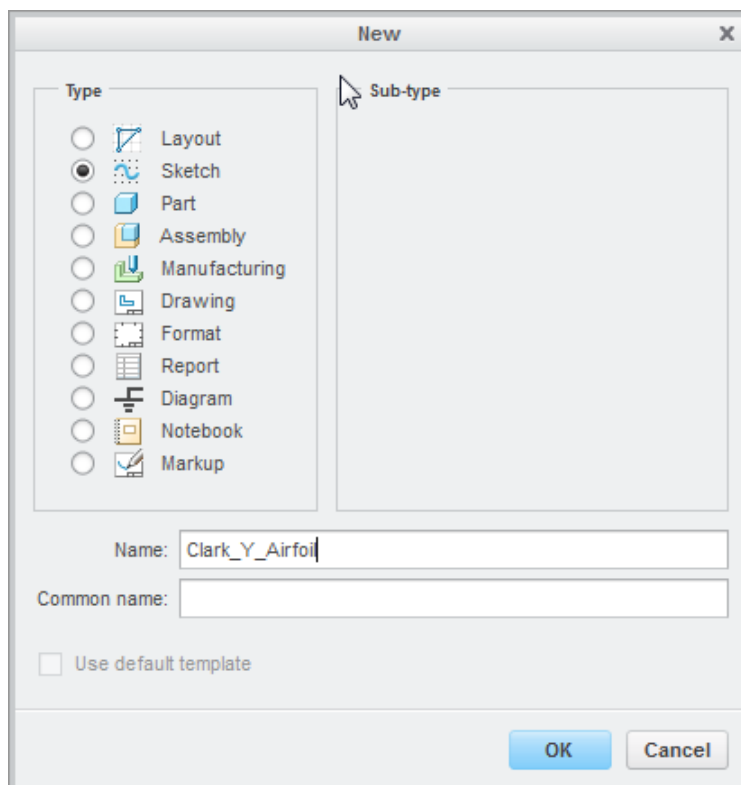 New
Type
Sub-type
Layout
Sketch
Part
Assembly
Manufacturing
Drawing
Format
Report
Diagram
Notebook
Markup
Name: Clark_Y_Airfoil
Common name:
Use default template
OK Cancel